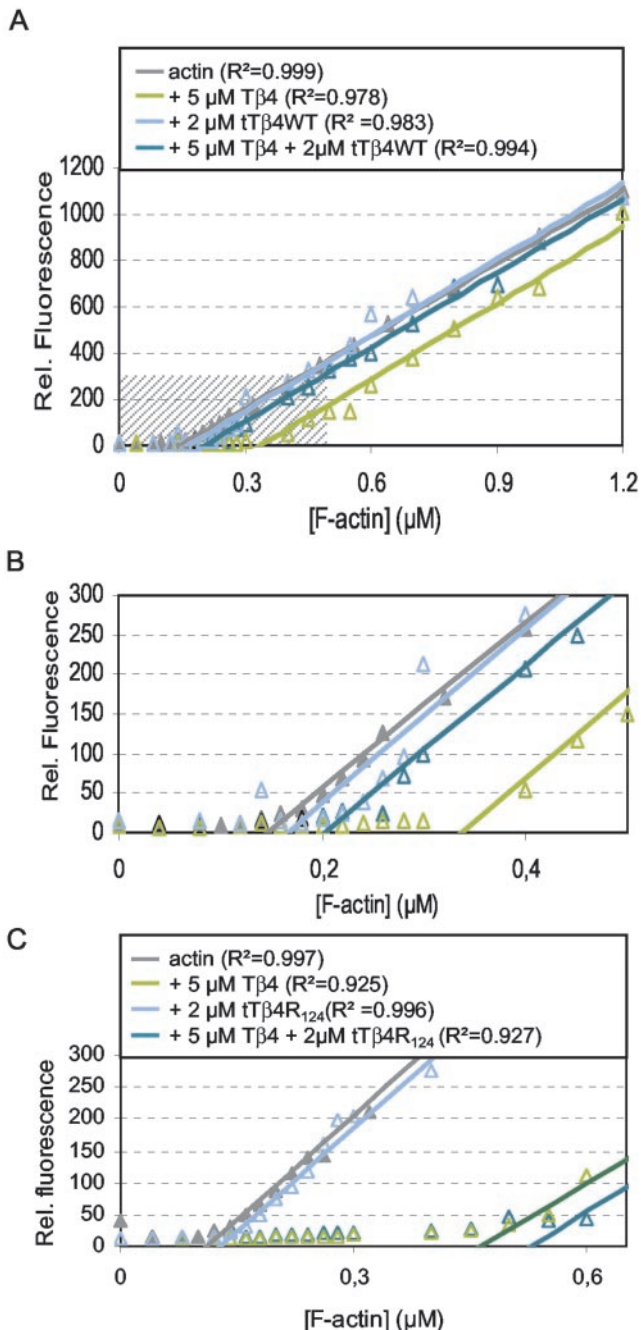 A
actin (R²=0.999)
+ 5 µM Tβ4 (R²=0.978)
+ 2 µM tTβ4WT (R² =0.983)
+ 5 µM Tβ4 + 2µM tTβ4WT (R²=0.994)
1200
1000
800
600
400
200
0
Rel. Fluorescence
0 0.3 0.6 0.9 1.2
[F-actin] (µM)
B
300
250
200
150
100
50
0
Rel. Fluorescence
0 0,2 0,4
[F-actin] (µM)
C
actin (R²=0.997)
+ 5 µM Tβ4 (R²=0.925)
+ 2 µM tTβ4R₁₂₄(R² =0.996)
+ 5 µM Tβ4 + 2µM tTβ4R₁₂₄ (R²=0.927)
300
250
200
150
100
50
0
Rel. fluorescence
0 0,3 0,6
[F-actin] (µM)